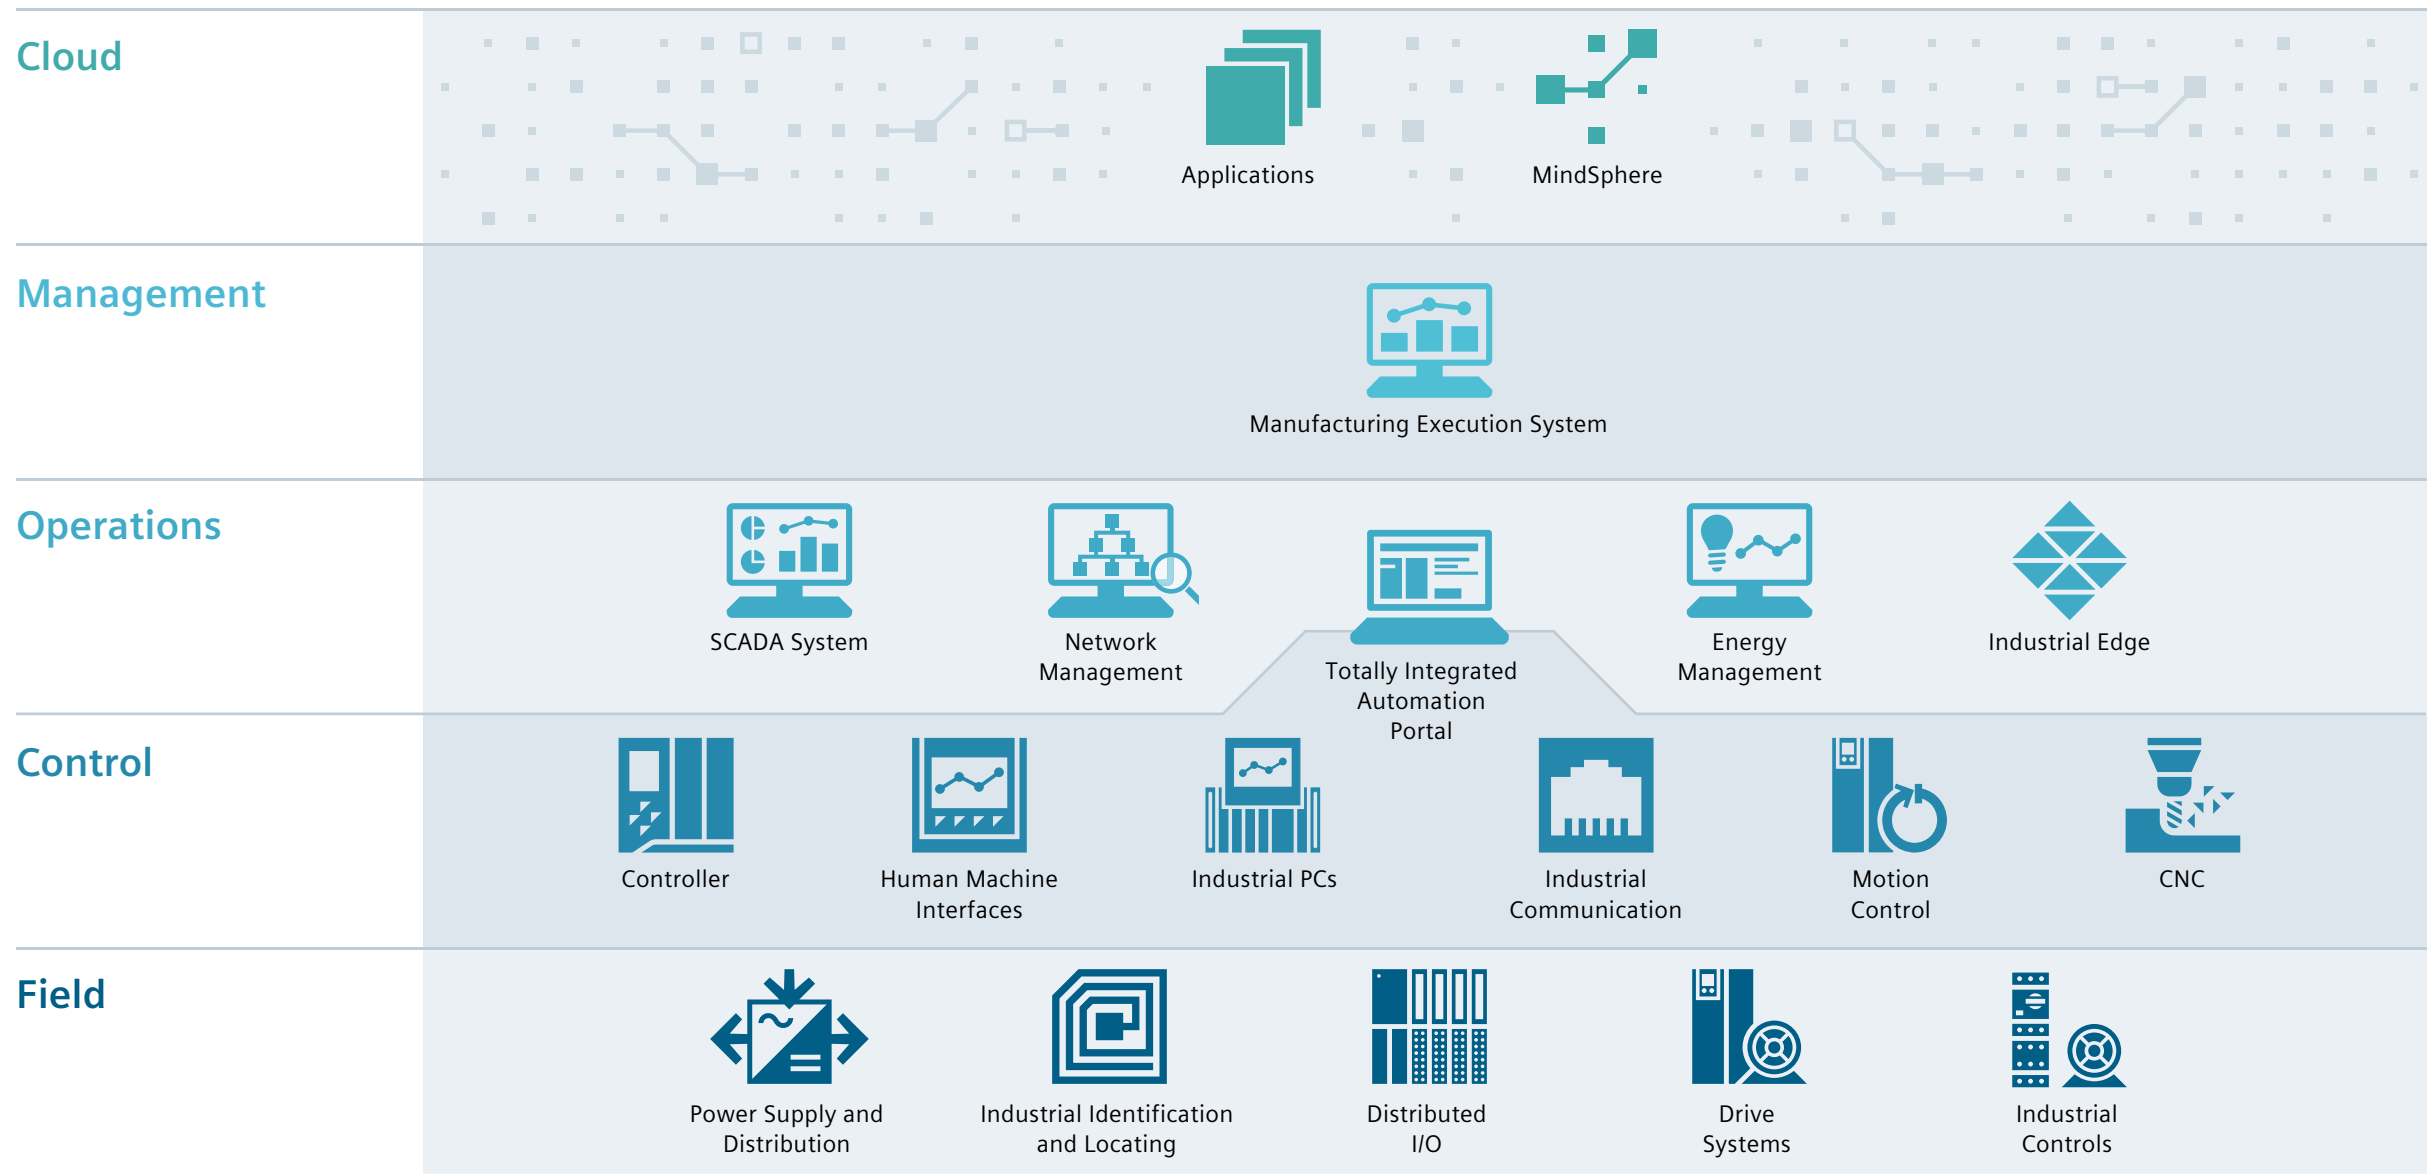 Cloud
Applications
MindSphere
Management
Manufacturing Execution System
Operations
SCADA System
Network
Management
Totally Integrated
Automation
Portal
Energy
Management
Industrial Edge
Control
Controller
Human Machine
Interfaces
Industrial PCs
Industrial
Communication
Motion
Control
CNC
Field
Power Supply and
Distribution
Industrial Identification
and Locating
Distributed
I/O
Drive
Systems
Industrial
Controls